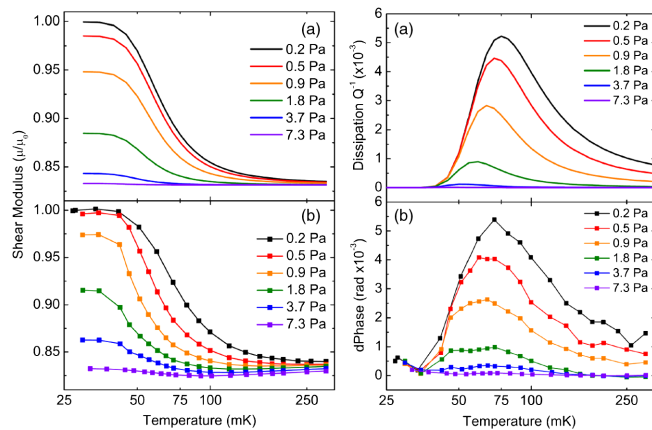 (a)
0.2 Pa
0.5 Pa
0.9 Pa
1.8 Pa
3.7 Pa
7.3 Pa
1.00
0.95
0.90
0.85
Shear Modulus (μ/μ₀)
(b)
0.2 Pa
0.5 Pa
0.9 Pa
1.8 Pa
3.7 Pa
7.3 Pa
1.00
0.95
0.90
0.85
25 50 75 100 250
Temperature (mK)
(a)
0.2 Pa
0.5 Pa
0.9 Pa
1.8 Pa
3.7 Pa
7.3 Pa
6
5
4
3
2
1
0
Dissipation Q⁻¹ (x10⁻³)
(b)
0.2 Pa
0.5 Pa
0.9 Pa
1.8 Pa
3.7 Pa
7.3 Pa
6
5
4
3
2
1
0
dPhase (rad x10⁻³)
25 50 75 100 250
Temperature (mK)